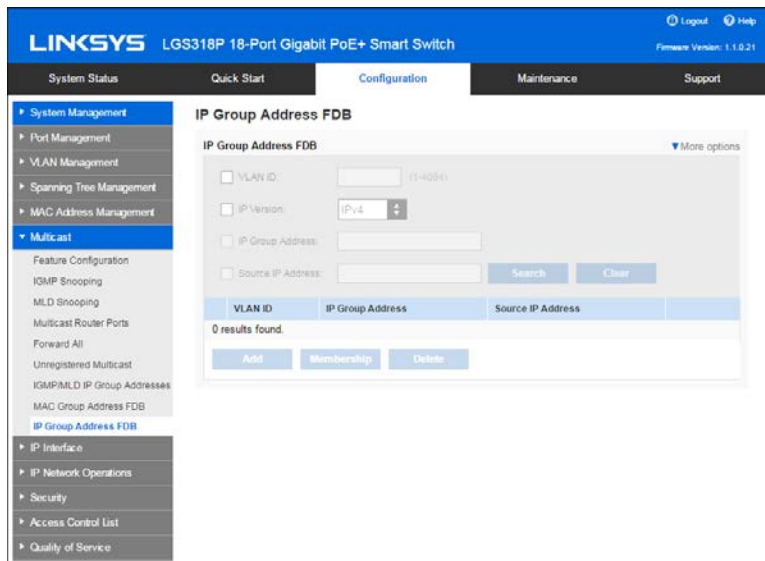 Logout Help
LINKSYS LGS318P 18-Port Gigabit PoE+ Smart Switch
Firmware Version: 1.1.0.21
System Status Quick Start Configuration Maintenance Support
System Management
Port Management
VLAN Management
Spanning Tree Management
MAC Address Management
Multicast
Feature Configuration
IGMP Snooping
MLD Snooping
Multicast Router Ports
Forward All
Unregistered Multicast
IGMP/MLD IP Group Addresses
MAC Group Address FDB
IP Group Address FDB
IP Interface
IP Network Operations
Security
Access Control List
Quality of Service
IP Group Address FDB
IP Group Address FDB More options
VLAN ID: (1-4094)
IP Version: IPv4
IP Group Address:
Source IP Address: Search Clear
VLAN ID IP Group Address Source IP Address
0 results found.
Add Membership Delete